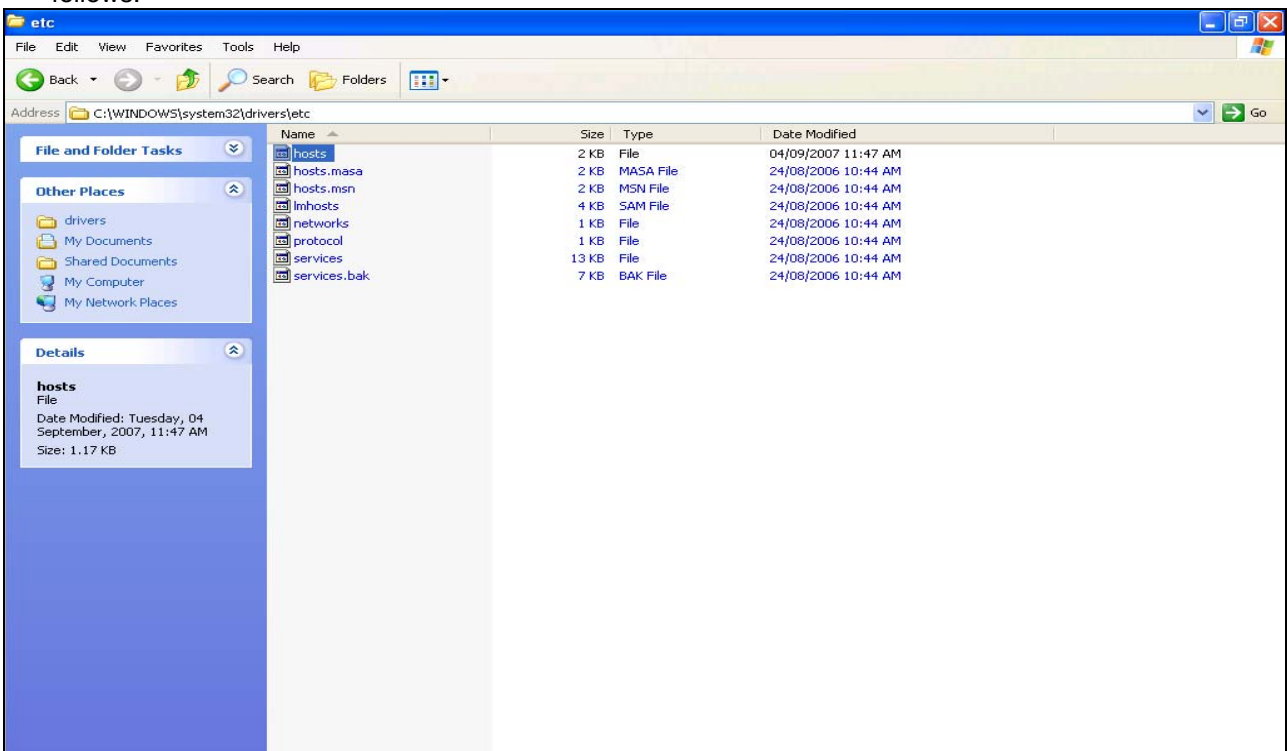 follows:
etc
File Edit View Favorites Tools Help
Back Search Folders
Address C:\WINDOWS\system32\drivers\etc Go
File and Folder Tasks
Other Places
drivers
My Documents
Shared Documents
My Computer
My Network Places
Details
hosts
File
Date Modified: Tuesday, 04
September, 2007, 11:47 AM
Size: 1.17 KB
Name Size Type Date Modified
hosts 2 KB File 04/09/2007 11:47 AM
hosts.masa 2 KB MASA File 24/08/2006 10:44 AM
hosts.msn 2 KB MSN File 24/08/2006 10:44 AM
lmhosts 4 KB SAM File 24/08/2006 10:44 AM
networks 1 KB File 24/08/2006 10:44 AM
protocol 1 KB File 24/08/2006 10:44 AM
services 13 KB File 24/08/2006 10:44 AM
services.bak 7 KB BAK File 24/08/2006 10:44 AM